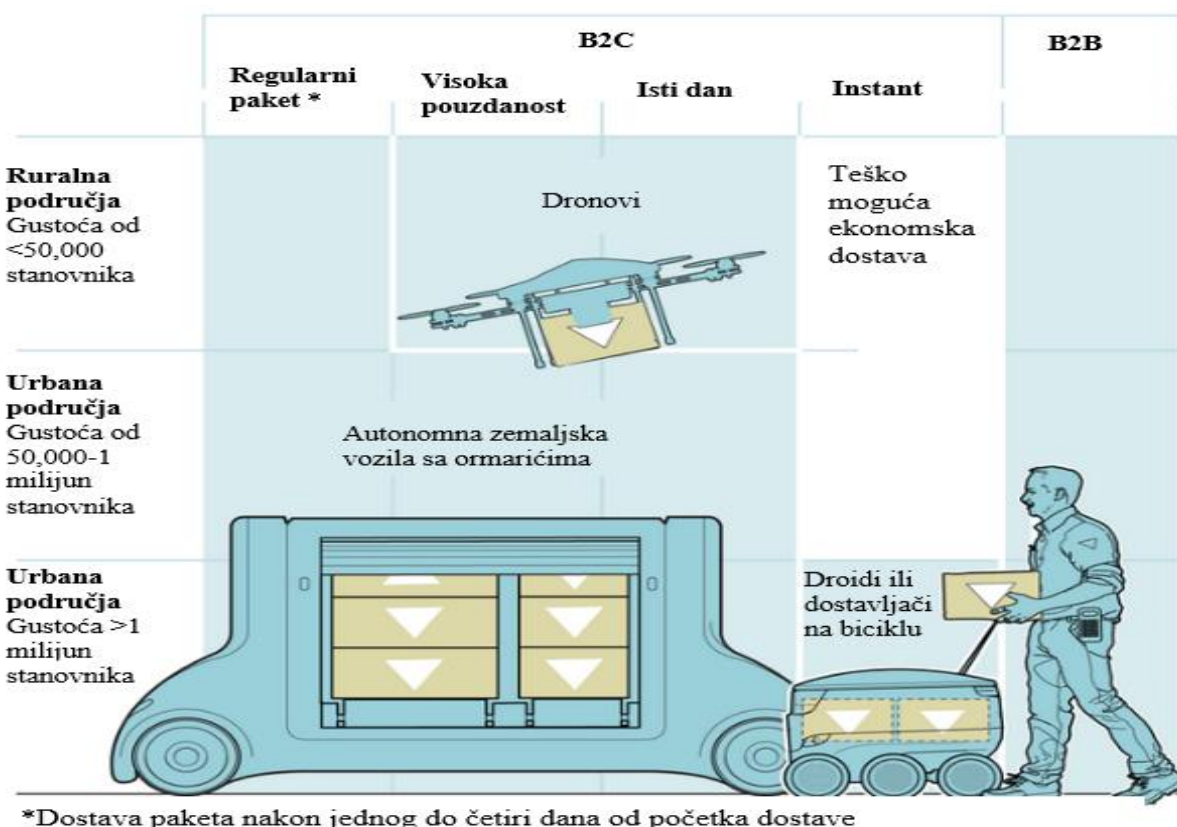 B2C
B2B
Regularni
paket *
Visoka
pouzdanost
Isti dan
Instant
Ruralna
područja
Gustoća od
<50,000
stanovnika
Dronovi
Teško
moguća
ekonomska
dostava
Urbana
područja
Gustoća od
50,000-1
milijun
stanovnika
Autonomna zemaljska
vozila sa ormarićima
Urbana
područja
Gustoća >1
milijun
stanovnika
Droidi ili
dostavljači
na biciklu
*Dostava paketa nakon jednog do četiri dana od početka dostave